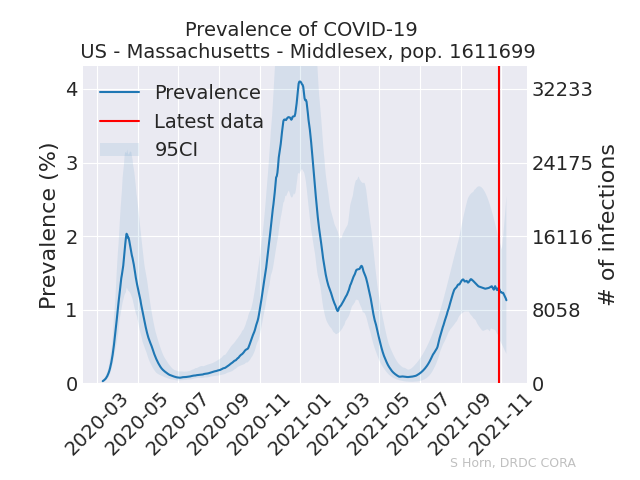 Prevalence of COVID-19
US - Massachusetts - Middlesex, pop. 1611699
Prevalence
Latest data
95CI
Prevalence (%)
4
3
2
1
0
32233
24175
16116
8058
0
# of infections
2020-03
2020-05
2020-07
2020-09
2020-11
2021-01
2021-03
2021-05
2021-07
2021-09
2021-11
S Horn, DRDC CORA